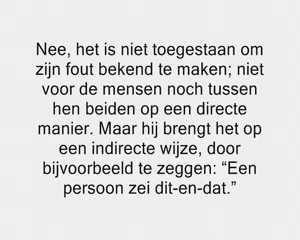 Nee, het is niet toegestaan om
zijn fout bekend te maken; niet
voor de mensen noch tussen
hen beiden op een directe
manier. Maar hij brengt het op
een indirecte wijze, door
bijvoorbeeld te zeggen: “Een
persoon zei dit-en-dat.”